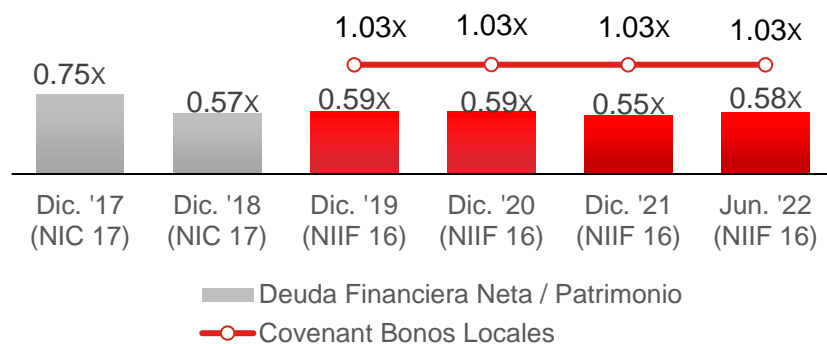 1.03x 1.03x 1.03x 1.03x
0.75x 0.57x 0.59x 0.59x 0.55x 0.58x
Dic. '17 Dic. '18 Dic. '19 Dic. '20 Dic. '21 Jun. '22
(NIC 17) (NIC 17) (NIIF 16) (NIIF 16) (NIIF 16) (NIIF 16)
Deuda Financiera Neta / Patrimonio
Covenant Bonos Locales